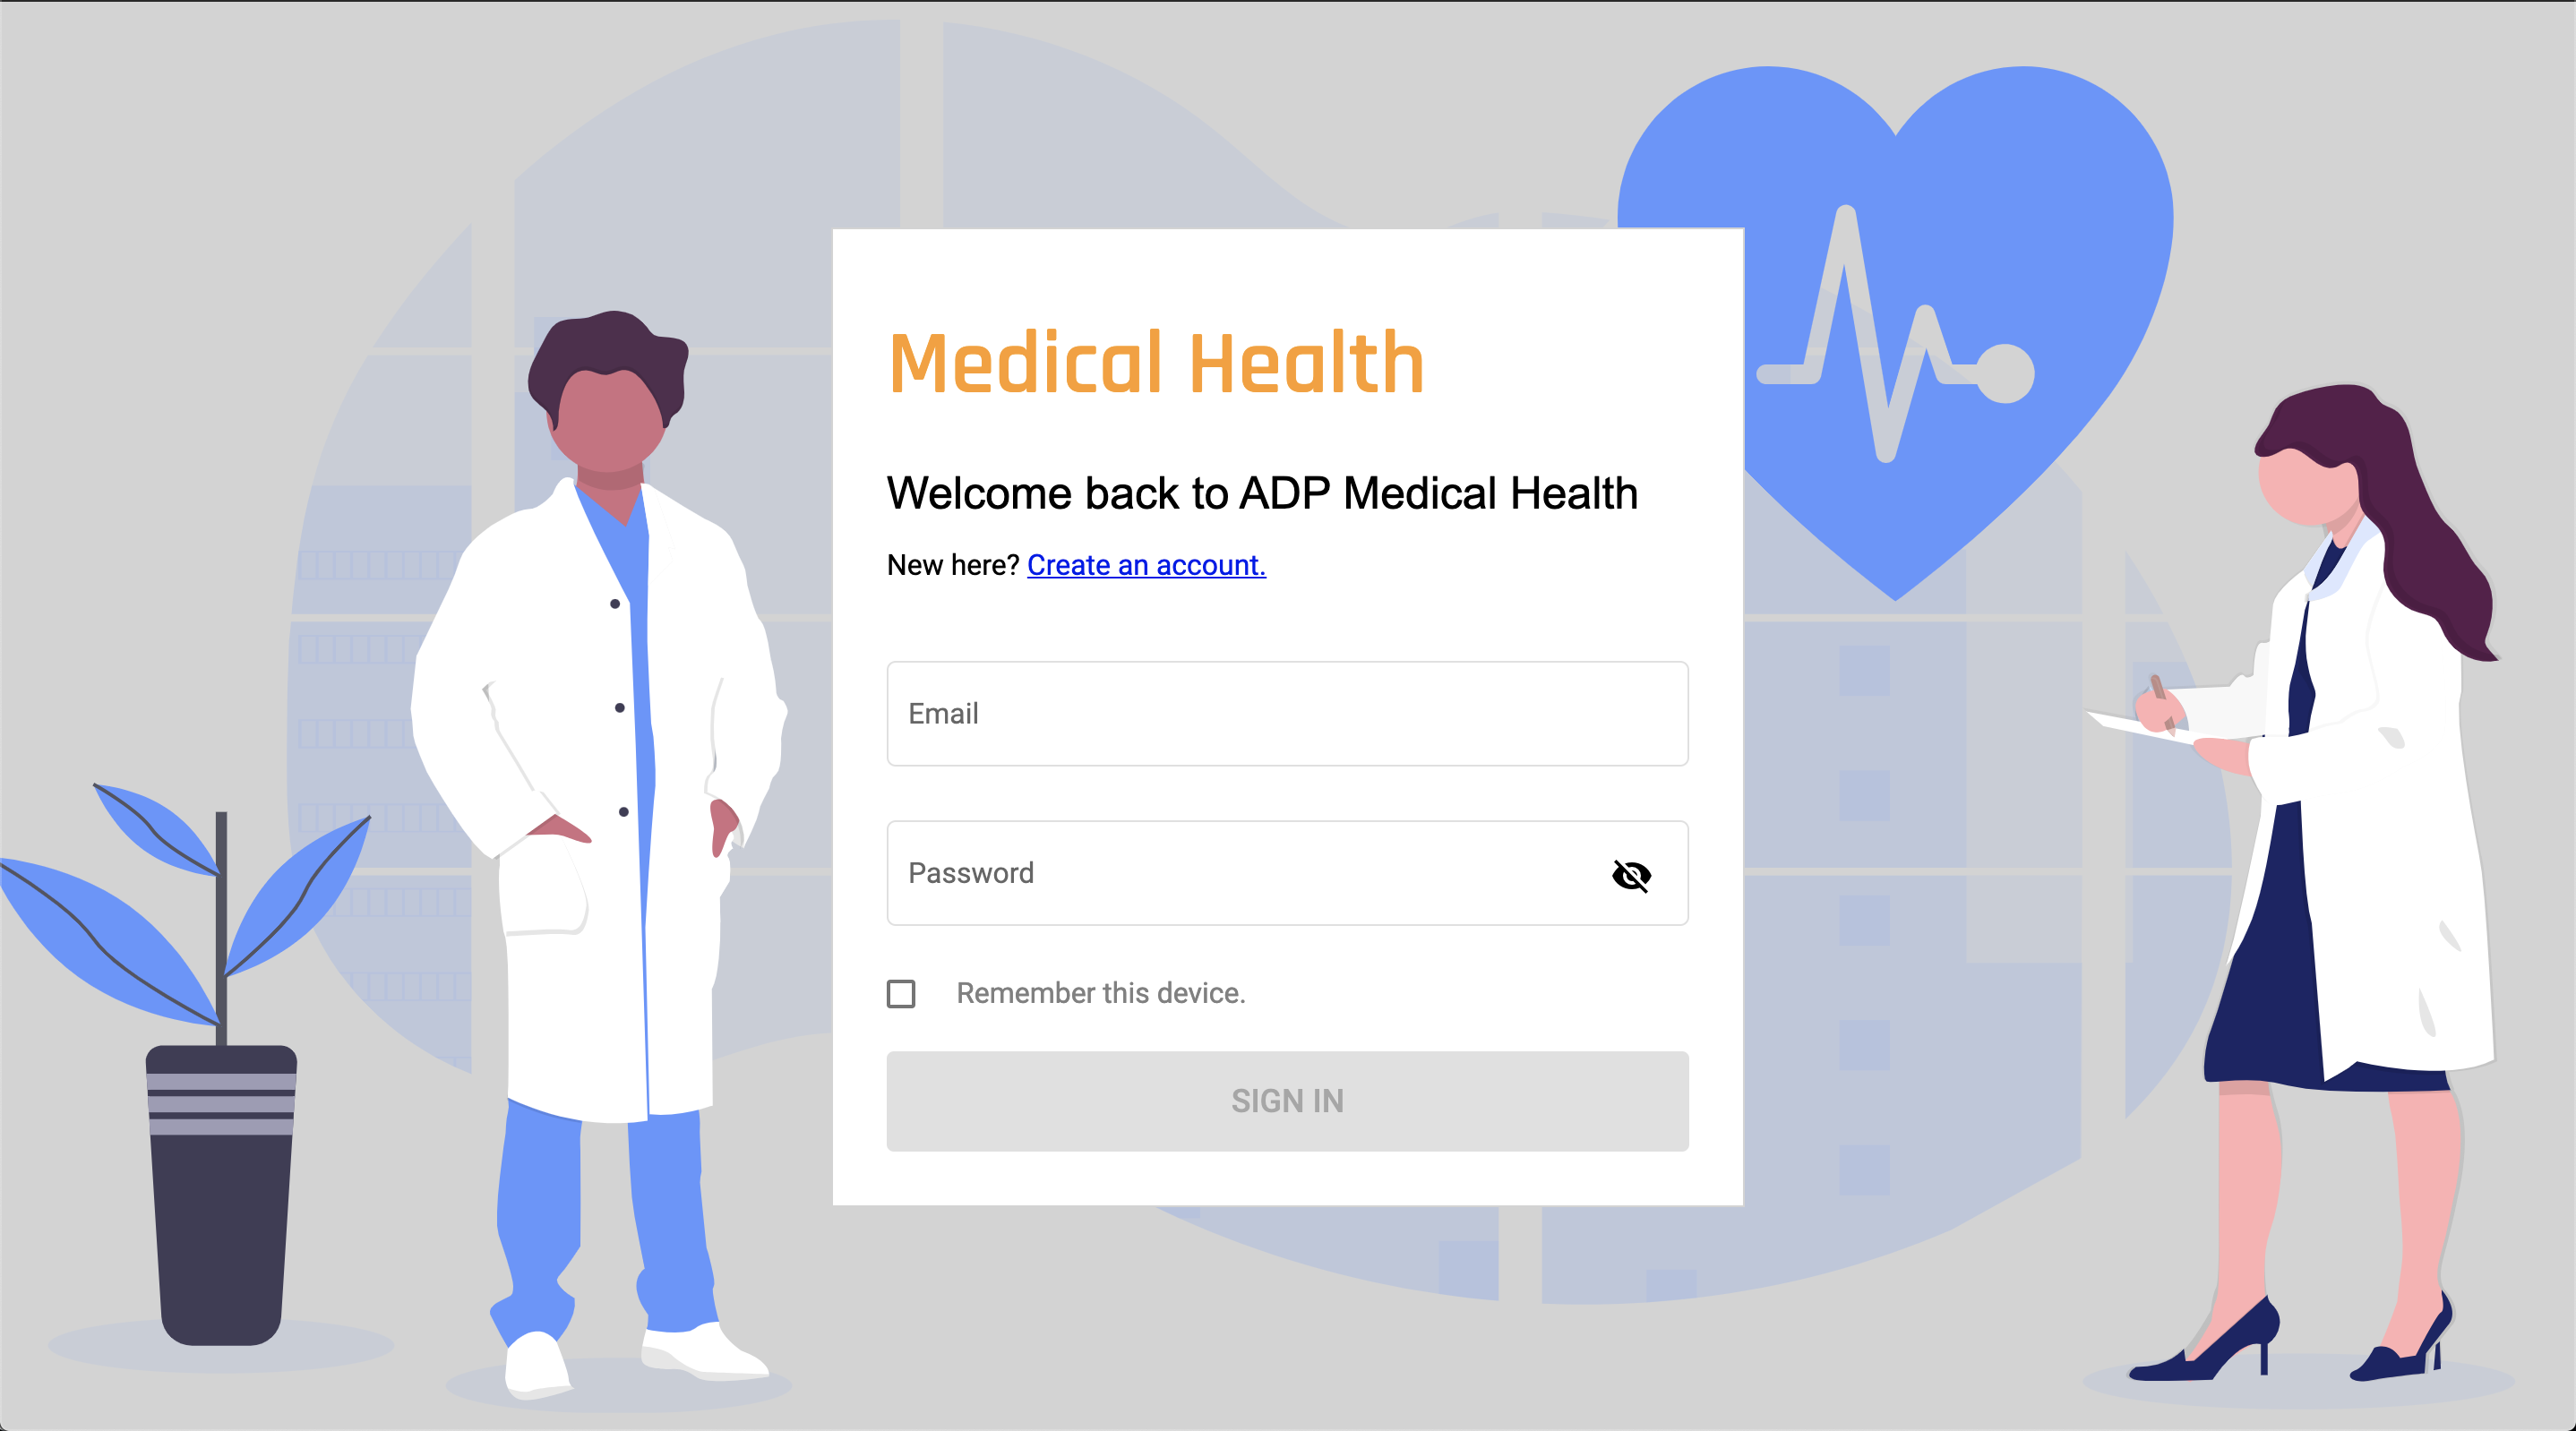 Medical Health
Welcome back to ADP Medical Health
New here? Create an account.
Email
Password
Remember this device.
SIGN IN